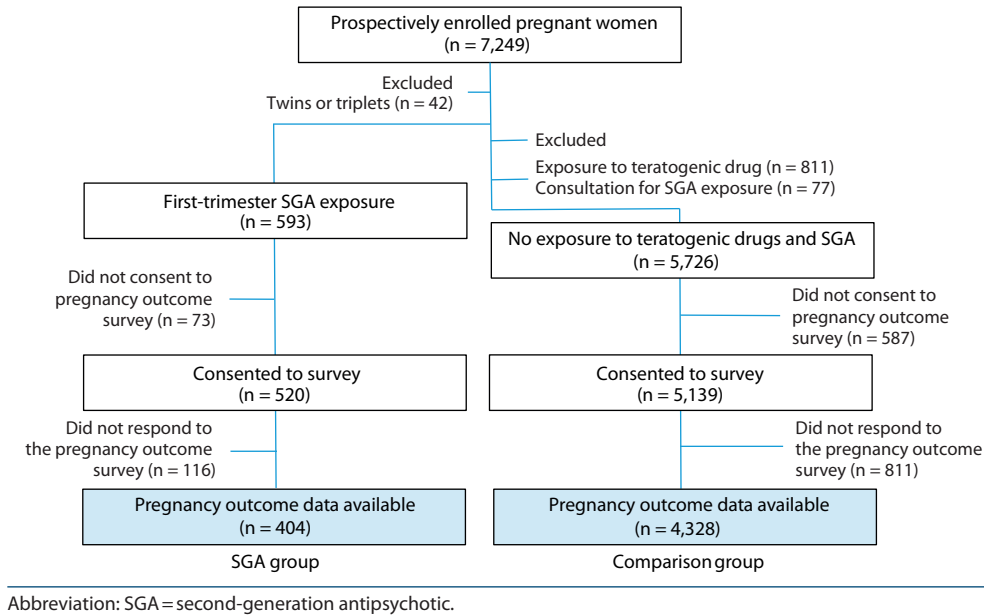 Prospectively enrolled pregnant women
(n = 7,249)
Excluded
Twins or triplets (n = 42)
Excluded
Exposure to teratogenic drug (n = 811)
Consultation for SGA exposure (n = 77)
First-trimester SGA exposure
(n = 593)
No exposure to teratogenic drugs and SGA
(n = 5,726)
Did not consent to
pregnancy outcome
survey (n = 73)
Did not consent to
pregnancy outcome
survey (n = 587)
Consented to survey
(n = 520)
Consented to survey
(n = 5,139)
Did not respond to
the pregnancy outcome
survey (n = 116)
Did not respond to
the pregnancy outcome
survey (n = 811)
Pregnancy outcome data available
(n = 404)
Pregnancy outcome data available
(n = 4,328)
SGA group
Comparison group
Abbreviation: SGA = second-generation antipsychotic.